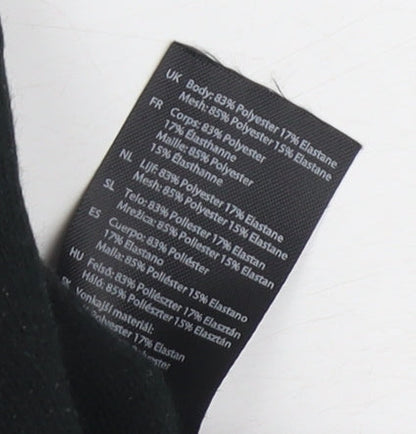 UK Body: 83% Polyester 17% Elastane
Mesh: 85% Polyester 15% Elastane
FR Corps: 83% Polyester
17% Élasthanne
Maille: 85% Polyester
15% Élasthanne
NL Lijf: 83% Polyester 17% Elastane
Mesh: 85% Polyester 15% Elastane
SL Telo: 83% Poliester 17% Elastan
Mrežica: 85% Poliester 15% Elastan
ES Cuerpo: 83% Poliéster
17% Elastano
Malla: 85% Poliéster 15% Elastano
HU Felső: 83% Poliészter 17% Elasztán
Háló: 85% Poliészter 15% Elasztán
Vonkajší materiál:
Polyester 17% Elastan